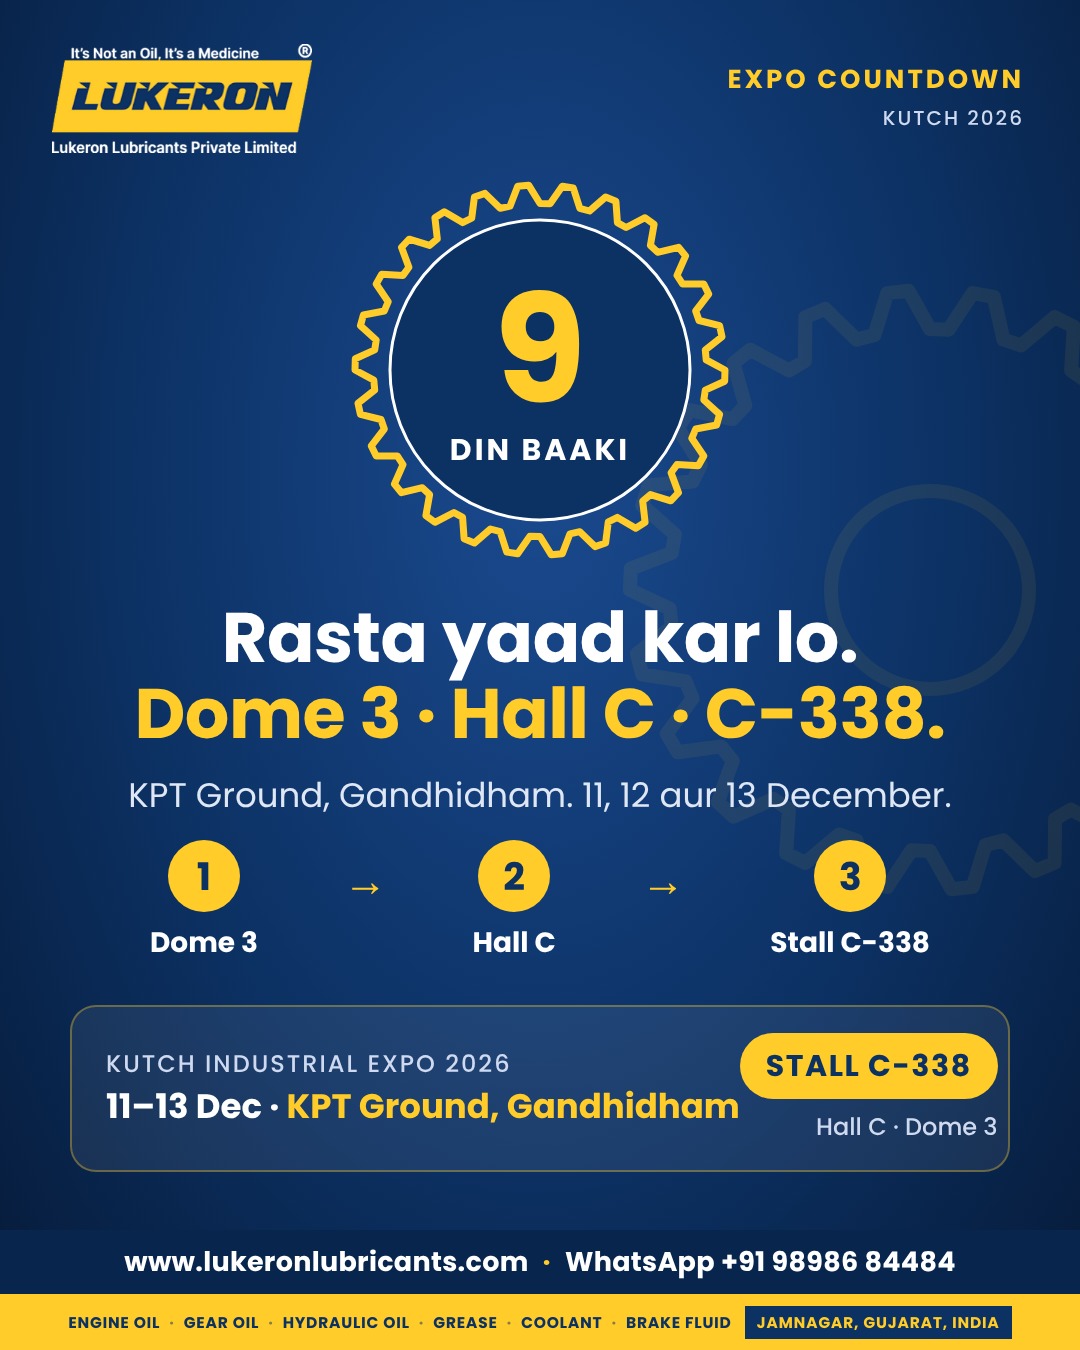 It's Not an Oil, It's a Medicine
®
LUKERON
Lukeron Lubricants Private Limited
EXPO COUNTDOWN
KUTCH 2026
9
DIN BAAKI
Rasta yaad kar lo.
Dome 3 · Hall C · C-338.
KPT Ground, Gandhidham. 11, 12 aur 13 December.
1 → 2 → 3
Dome 3 Hall C Stall C-338
KUTCH INDUSTRIAL EXPO 2026
11–13 Dec · KPT Ground, Gandhidham
STALL C-338
Hall C · Dome 3
www.lukeronlubricants.com · WhatsApp +91 98986 84484
ENGINE OIL · GEAR OIL · HYDRAULIC OIL · GREASE · COOLANT · BRAKE FLUID JAMNAGAR, GUJARAT, INDIA